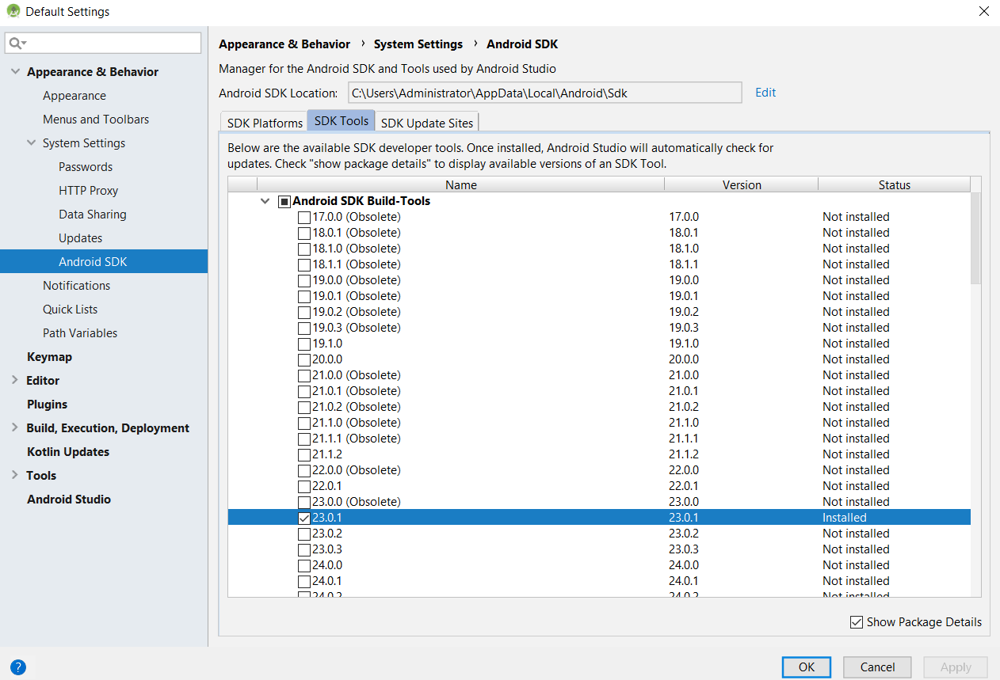 Default Settings
Appearance & Behavior
Appearance
Menus and Toolbars
System Settings
Passwords
HTTP Proxy
Data Sharing
Updates
Android SDK
Notifications
Quick Lists
Path Variables
Keymap
Editor
Plugins
Build, Execution, Deployment
Kotlin Updates
Tools
Android Studio
Appearance & Behavior › System Settings › Android SDK
Manager for the Android SDK and Tools used by Android Studio
Android SDK Location: C:\Users\Administrator\AppData\Local\Android\Sdk Edit
SDK Platforms SDK Tools SDK Update Sites
Below are the available SDK developer tools. Once installed, Android Studio will automatically check for
updates. Check "show package details" to display available versions of an SDK Tool.
Name Version Status
Android SDK Build-Tools
17.0.0 (Obsolete) 17.0.0 Not installed
18.0.1 (Obsolete) 18.0.1 Not installed
18.1.0 (Obsolete) 18.1.0 Not installed
18.1.1 (Obsolete) 18.1.1 Not installed
19.0.0 (Obsolete) 19.0.0 Not installed
19.0.1 (Obsolete) 19.0.1 Not installed
19.0.2 (Obsolete) 19.0.2 Not installed
19.0.3 (Obsolete) 19.0.3 Not installed
19.1.0 19.1.0 Not installed
20.0.0 20.0.0 Not installed
21.0.0 (Obsolete) 21.0.0 Not installed
21.0.1 (Obsolete) 21.0.1 Not installed
21.0.2 (Obsolete) 21.0.2 Not installed
21.1.0 (Obsolete) 21.1.0 Not installed
21.1.1 (Obsolete) 21.1.1 Not installed
21.1.2 21.1.2 Not installed
22.0.0 (Obsolete) 22.0.0 Not installed
22.0.1 22.0.1 Not installed
23.0.0 (Obsolete) 23.0.0 Not installed
23.0.1 23.0.1 Installed
23.0.2 23.0.2 Not installed
23.0.3 23.0.3 Not installed
24.0.0 24.0.0 Not installed
24.0.1 24.0.1 Not installed
24.0.2 24.0.2 Not installed
Show Package Details
? OK Cancel Apply